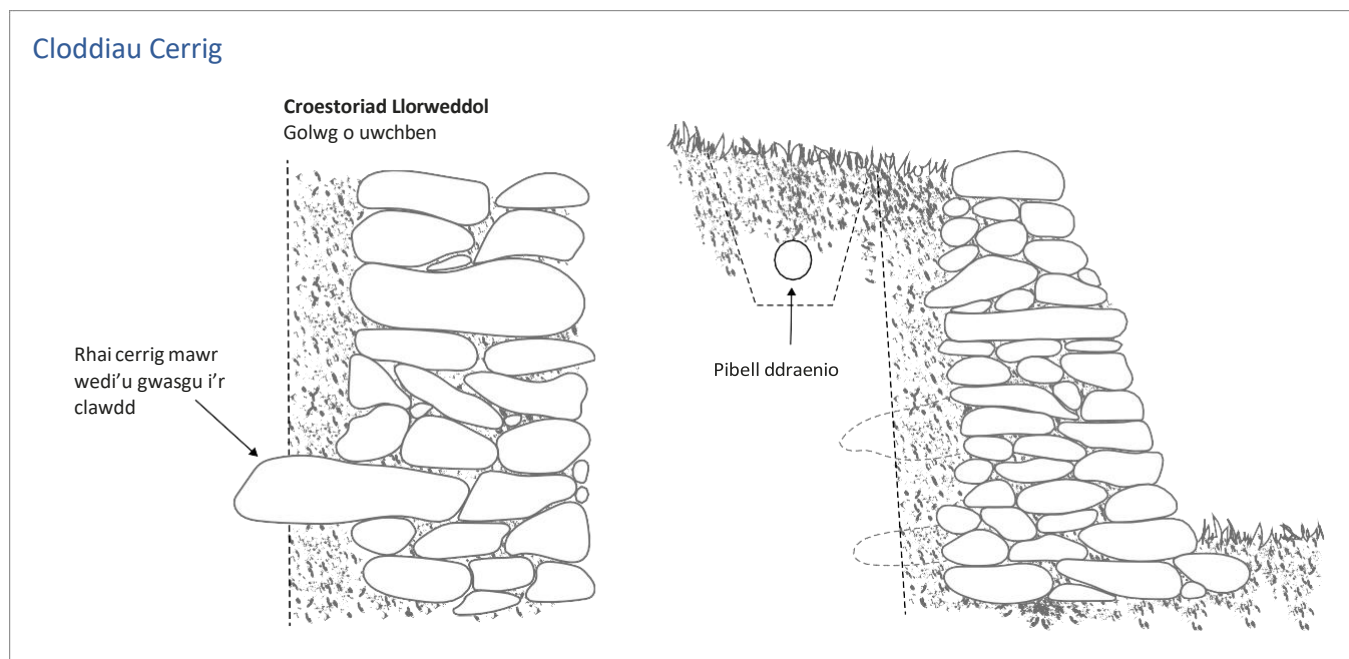 Cloddiau Cerrig
Croestoriad Llorweddol
Golwg o uwchben
Rhai cerrig mawr
wedi'u gwasgu i'r
clawdd
Pibell ddraenio